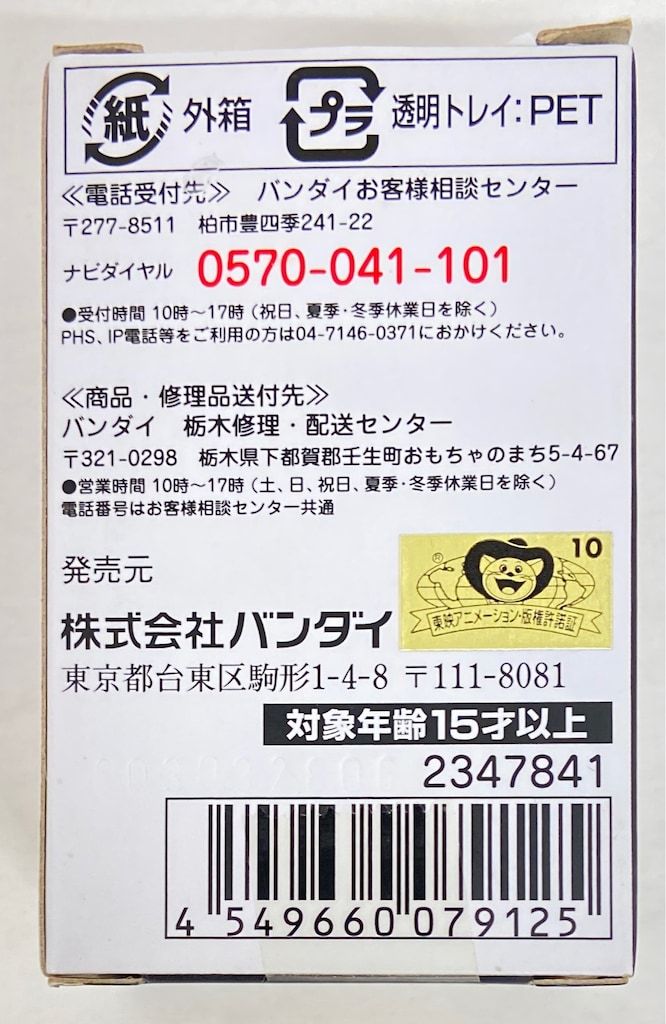 紙 外箱 プラ 透明トレイ：PET
≪電話受付先≫ バンダイお客様相談センター
〒277-8511 柏市豊四季241-22
ナビダイヤル 0570-041-101
●受付時間 10時～17時（祝日、夏季・冬季休業日を除く）
PHS、IP電話等をご利用の方は04-7146-0371におかけください。
≪商品・修理品送付先≫
バンダイ 栃木修理・配送センター
〒321-0298 栃木県下都賀郡壬生町おもちゃのまち5-4-67
●営業時間 10時～17時（土、日、祝日、夏季・冬季休業日を除く）
電話番号はお客様相談センター共通
発売元
株式会社バンダイ
東京都台東区駒形1-4-8 〒111-8081
® 10
東映アニメーション・版権許諾証
対象年齢15才以上
2347841
4 549660 079125